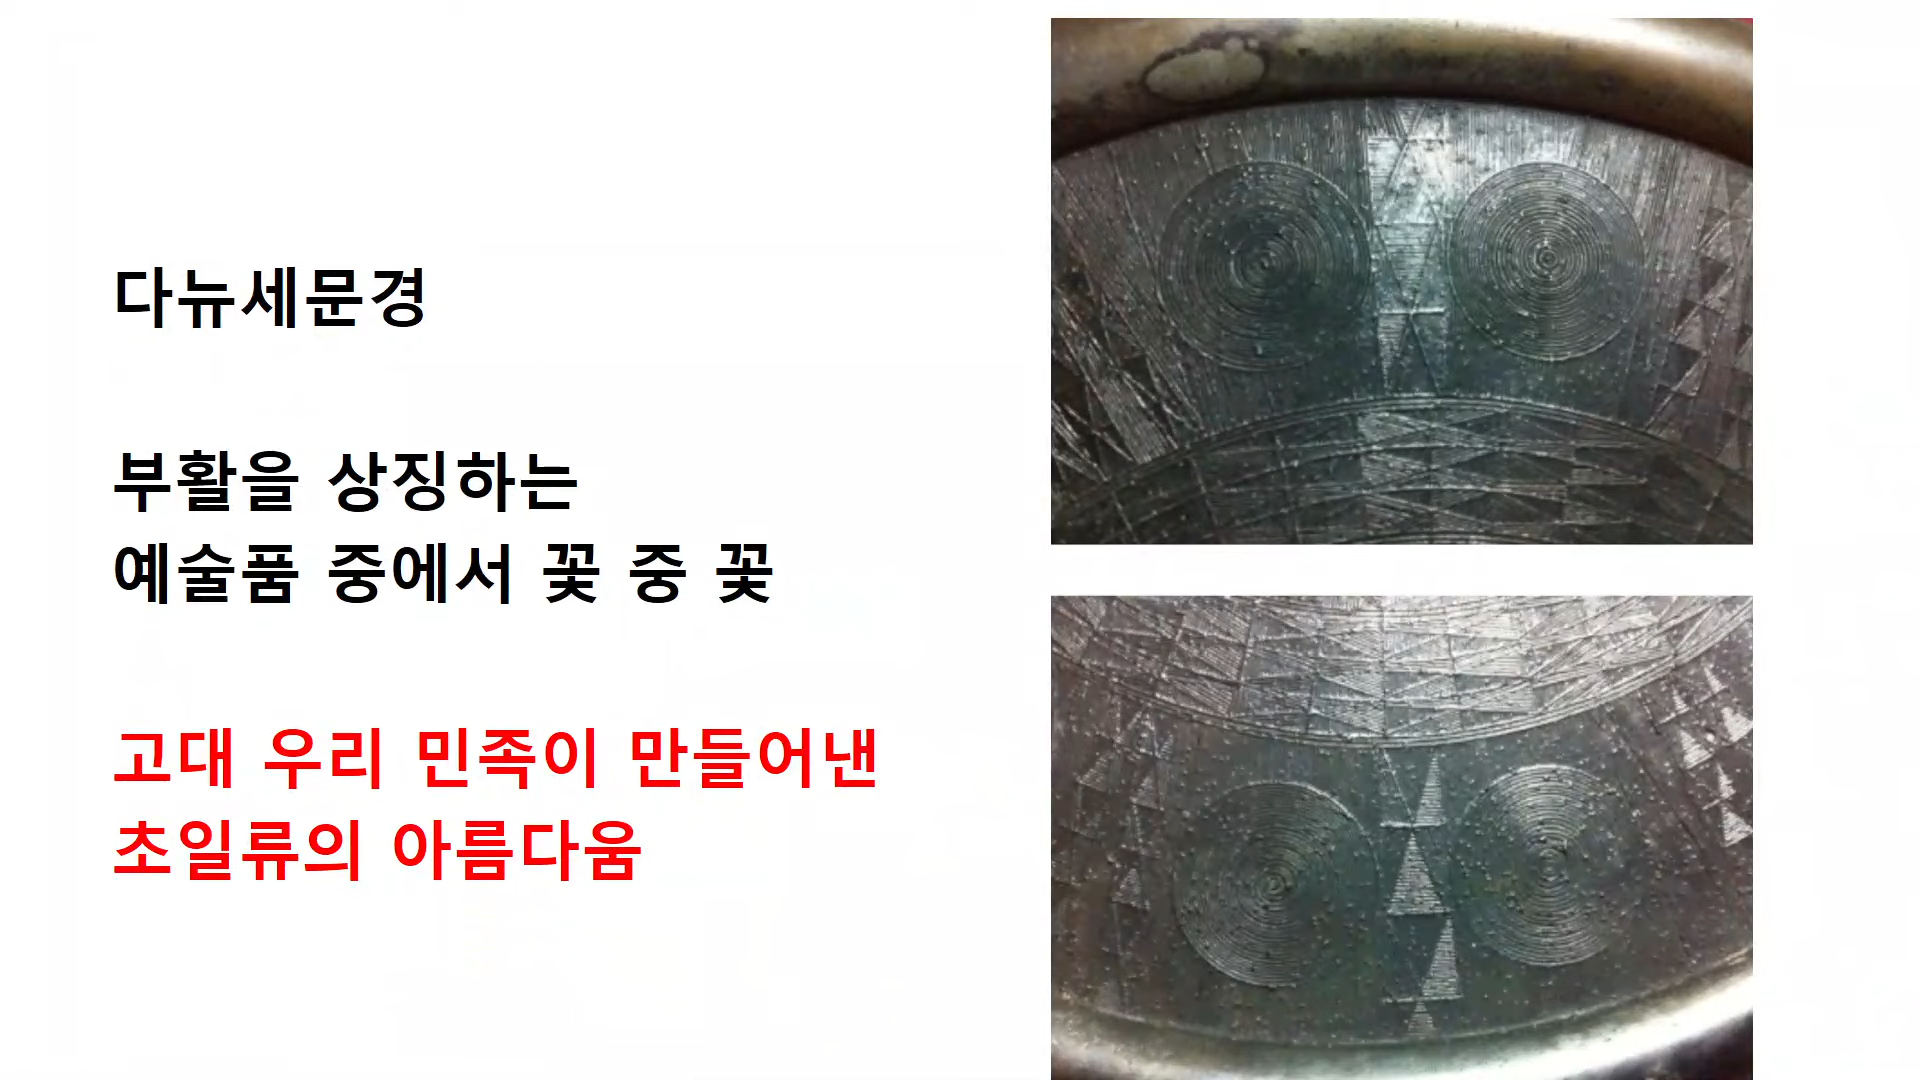 다뉴세문경
부활을 상징하는
예술품 중에서 꽃 중 꽃
고대 우리 민족이 만들어낸
초일류의 아름다움